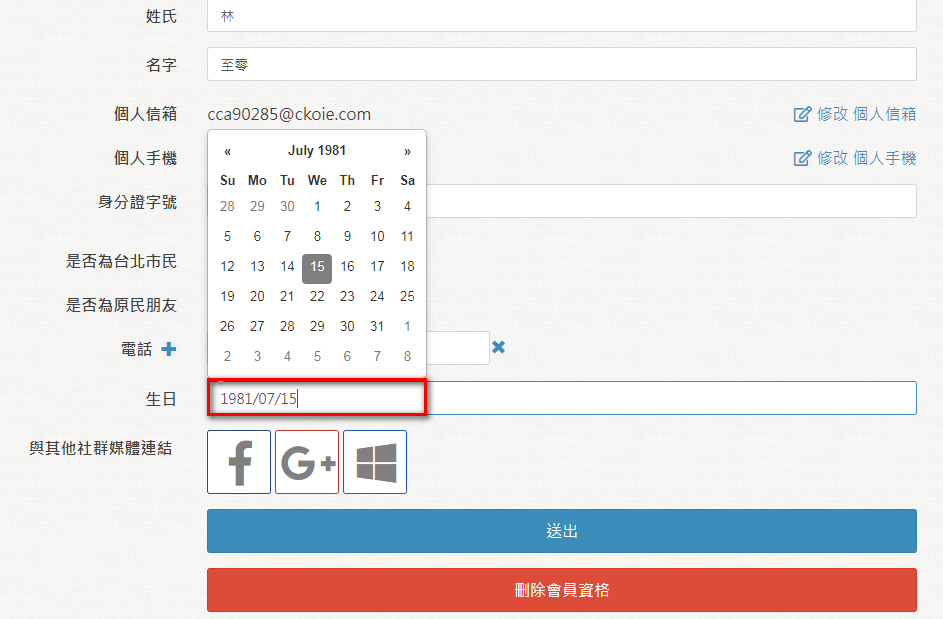 姓氏 林
名字 至零
個人信箱 cca90285@ckoie.com 修改 個人信箱
個人手機 修改 個人手機
« July 1981 »
Su Mo Tu We Th Fr Sa
28 29 30 1 2 3 4
5 6 7 8 9 10 11
12 13 14 15 16 17 18
19 20 21 22 23 24 25
26 27 28 29 30 31 1
2 3 4 5 6 7 8
身分證字號
是否為台北市民
是否為原民朋友
電話
生日 1981/07/15
與其他社群媒體連結
f G+
送出
刪除會員資格